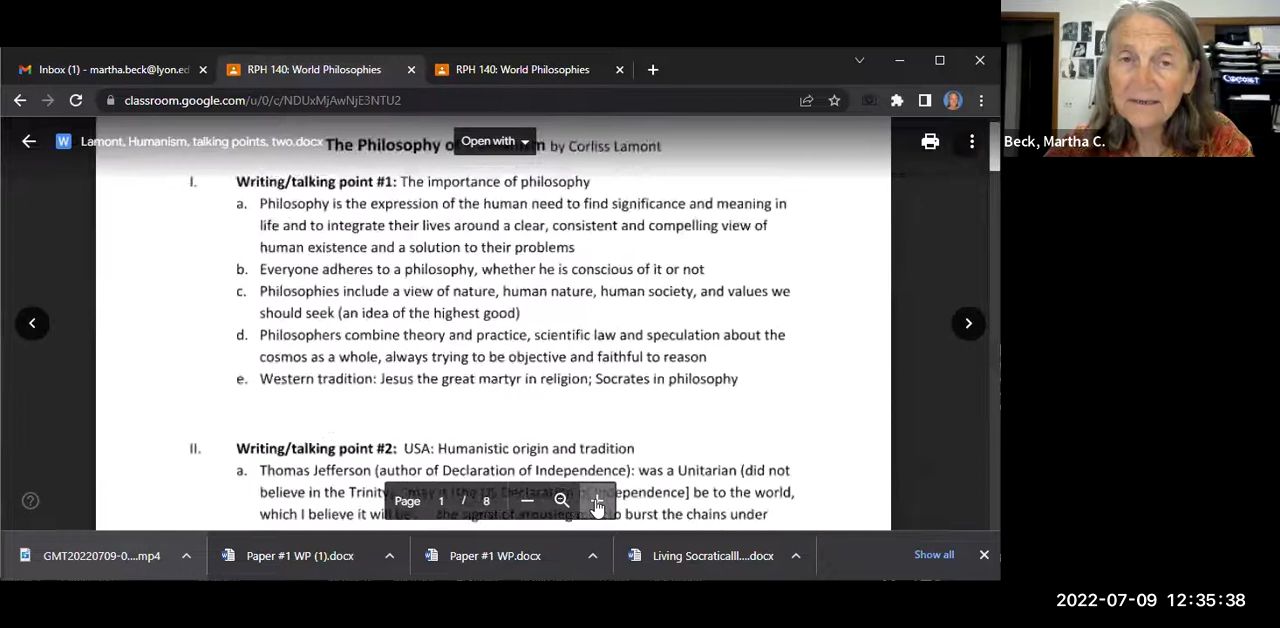 Inbox (1) - martha.beck@lyon.ed
RPH 140: World Philosophies
RPH 140: World Philosophies
classroom.google.com/u/0/c/NDUxMjAwNjE3NTU2
Lamont, Humanism, talking points, two.docx
Open with
The Philosophy of by Corliss Lamont
Beck, Martha C.
I. Writing/talking point #1: The importance of philosophy
a. Philosophy is the expression of the human need to find significance and meaning in
life and to integrate their lives around a clear, consistent and compelling view of
human existence and a solution to their problems
b. Everyone adheres to a philosophy, whether he is conscious of it or not
c. Philosophies include a view of nature, human nature, human society, and values we
should seek (an idea of the highest good)
d. Philosophers combine theory and practice, scientific law and speculation about the
cosmos as a whole, always trying to be objective and faithful to reason
e. Western tradition: Jesus the great martyr in religion; Socrates in philosophy
II. Writing/talking point #2: USA: Humanistic origin and tradition
a. Thomas Jefferson (author of Declaration of Independence): was a Unitarian (did not
believe in the Trinity be to the world,
which I believe it will burst the chains under
Page 1 / 8
GMT20220709-0....mp4
Paper #1 WP (1).docx
Paper #1 WP.docx
Living Socraticalll....docx
Show all
2022-07-09 12:35:38